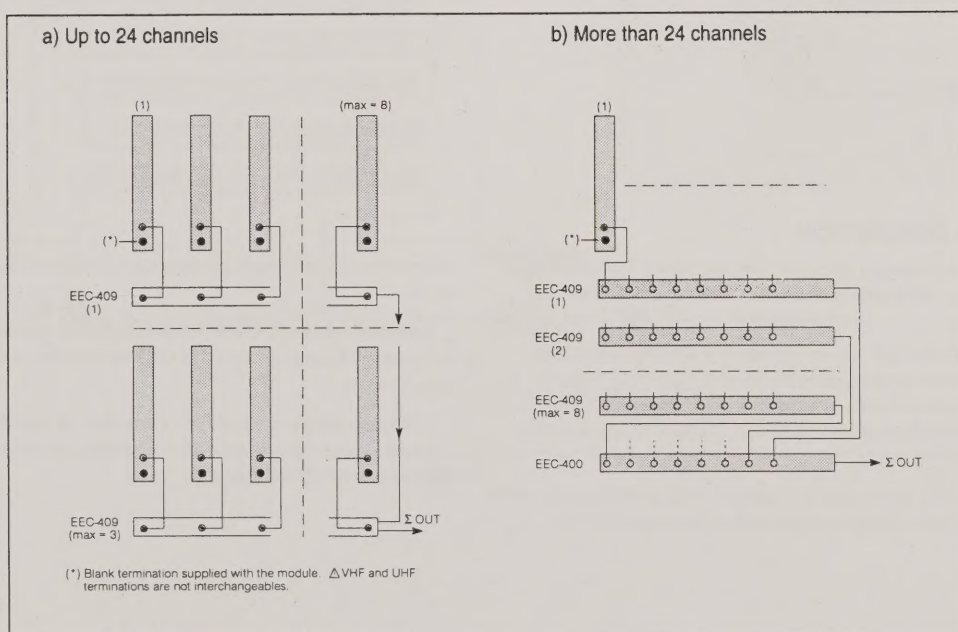 a) Up to 24 channels
(1)
(max = 8)
(*)
EEC-409
(1)
EEC-409
(max = 3)
Σ OUT
(*) Blank termination supplied with the module. △VHF and UHF
terminations are not interchangeables.
b) More than 24 channels
(1)
(*)
EEC-409
(1)
EEC-409
(2)
EEC-409
(max = 8)
EEC-400
Σ OUT